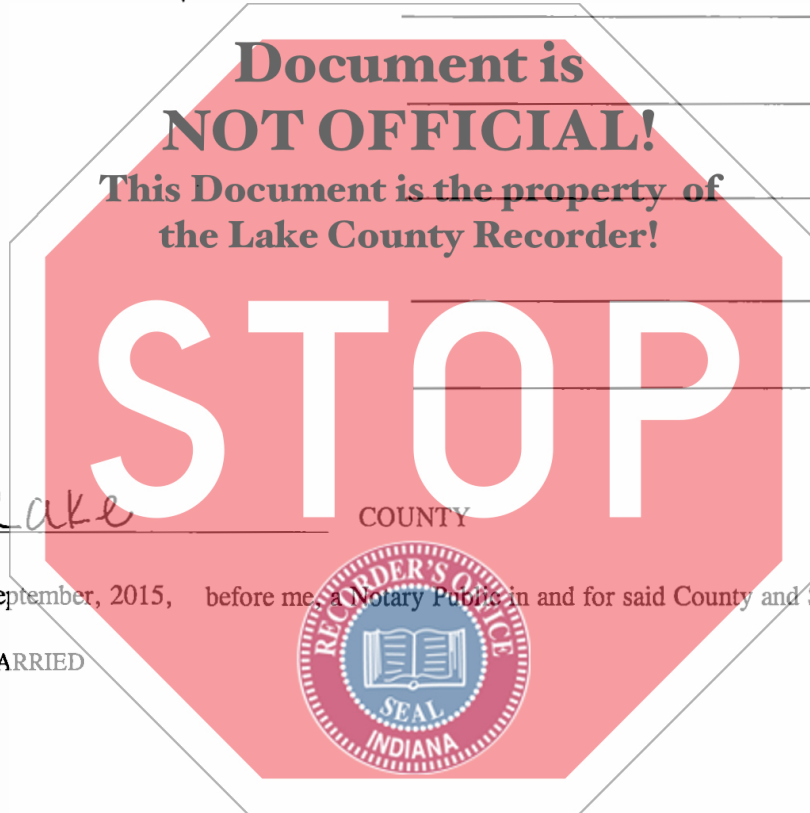 Document is
NOT OFFICIAL!
This Document is the property of
the Lake County Recorder!
STOP
Lake COUNTY
eptember, 2015, before me, a Notary Public in and for said County and
ARRIED
RECORDER'S OFFICE
SEAL
INDIANA